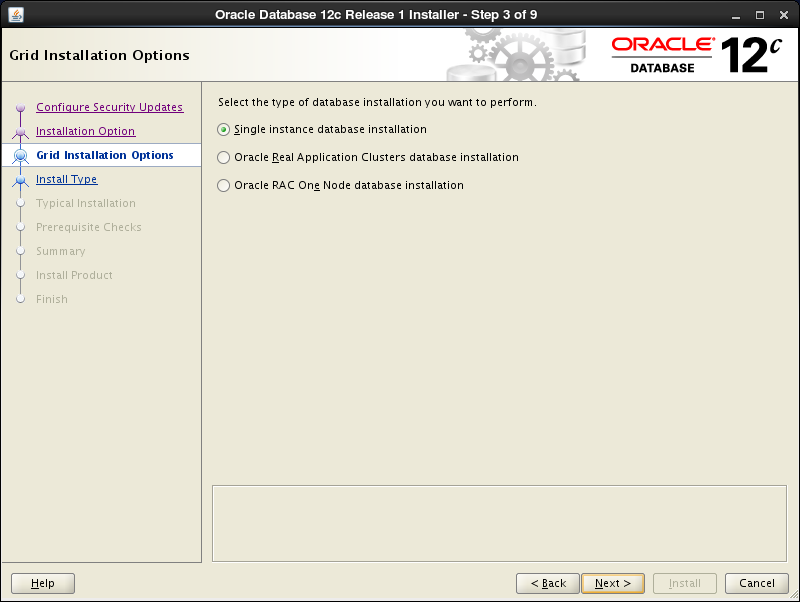 Oracle Database 12c Release 1 Installer - Step 3 of 9
Grid Installation Options
ORACLE®
DATABASE
12c
Configure Security Updates
Installation Option
Grid Installation Options
Install Type
Typical Installation
Prerequisite Checks
Summary
Install Product
Finish
Select the type of database installation you want to perform.
Single instance database installation
Oracle Real Application Clusters database installation
Oracle RAC One Node database installation
Help
< Back
Next >
Install
Cancel